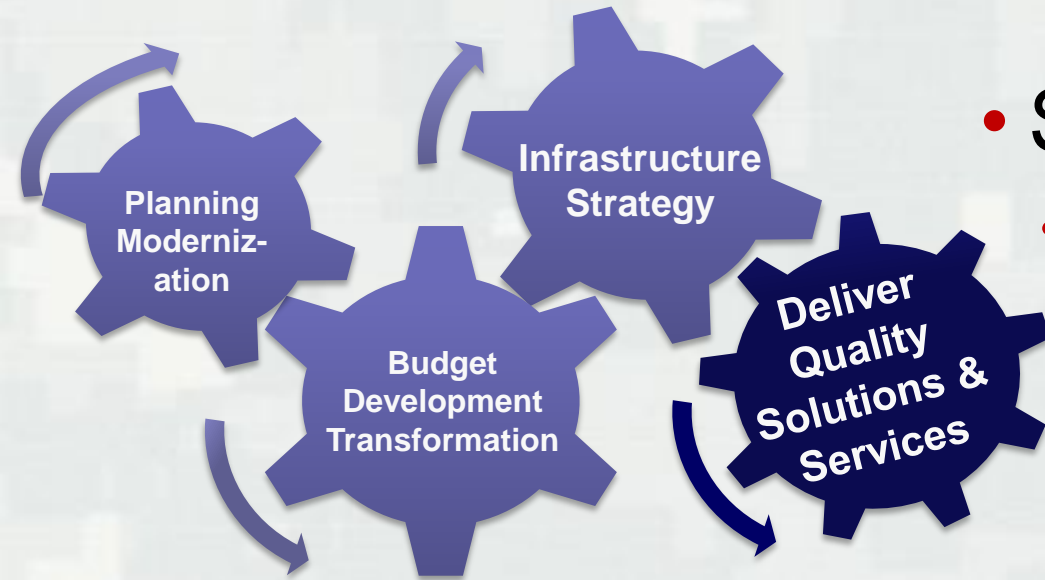 Planning
Moderniz-
ation
Infrastructure
Strategy
Budget
Development
Transformation
Deliver
Quality
Solutions &
Services
• S
•